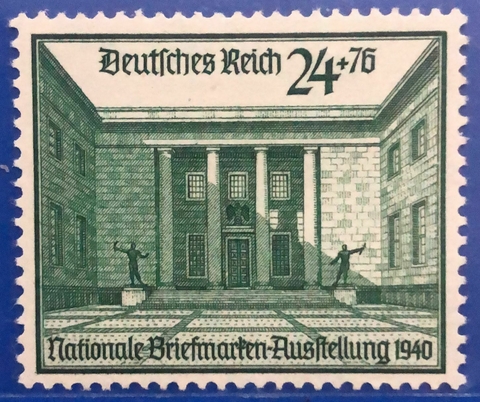 Deutsches Reich 24+76
Nationale Briefmarken-Ausstellung 1940